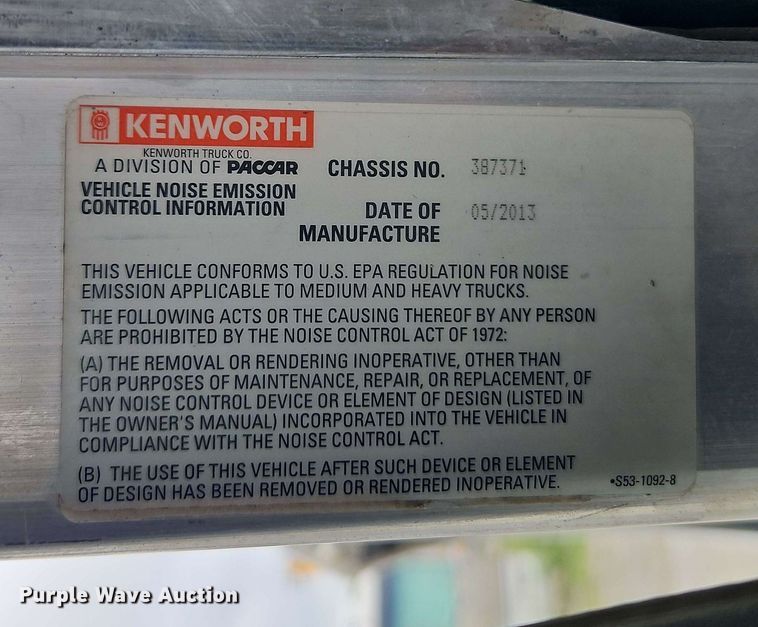 KENWORTH
KENWORTH TRUCK CO.
A DIVISION OF PACCAR
CHASSIS NO. 387371
VEHICLE NOISE EMISSION
CONTROL INFORMATION
DATE OF
MANUFACTURE
05/2013
THIS VEHICLE CONFORMS TO U.S. EPA REGULATION FOR NOISE
EMISSION APPLICABLE TO MEDIUM AND HEAVY TRUCKS.
THE FOLLOWING ACTS OR THE CAUSING THEREOF BY ANY PERSON
ARE PROHIBITED BY THE NOISE CONTROL ACT OF 1972:
(A) THE REMOVAL OR RENDERING INOPERATIVE, OTHER THAN
FOR PURPOSES OF MAINTENANCE, REPAIR, OR REPLACEMENT, OF
ANY NOISE CONTROL DEVICE OR ELEMENT OF DESIGN (LISTED IN
THE OWNER'S MANUAL) INCORPORATED INTO THE VEHICLE IN
COMPLIANCE WITH THE NOISE CONTROL ACT.
(B) THE USE OF THIS VEHICLE AFTER SUCH DEVICE OR ELEMENT
OF DESIGN HAS BEEN REMOVED OR RENDERED INOPERATIVE.
•S53-1092-8
Purple Wave Auction